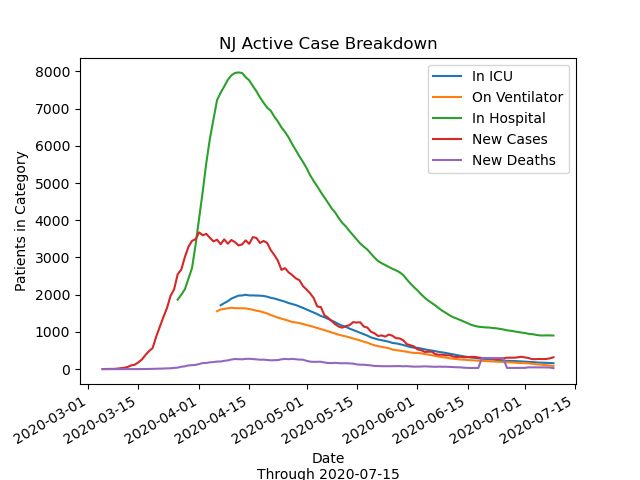 NJ Active Case Breakdown
8000
7000
6000
5000
4000
3000
2000
1000
0
Patients in Category
In ICU
On Ventilator
In Hospital
New Cases
New Deaths
2020-03-01
2020-03-15
2020-04-01
2020-04-15
2020-05-01
2020-05-15
2020-06-01
2020-06-15
2020-07-01
2020-07-15
Date
Through 2020-07-15